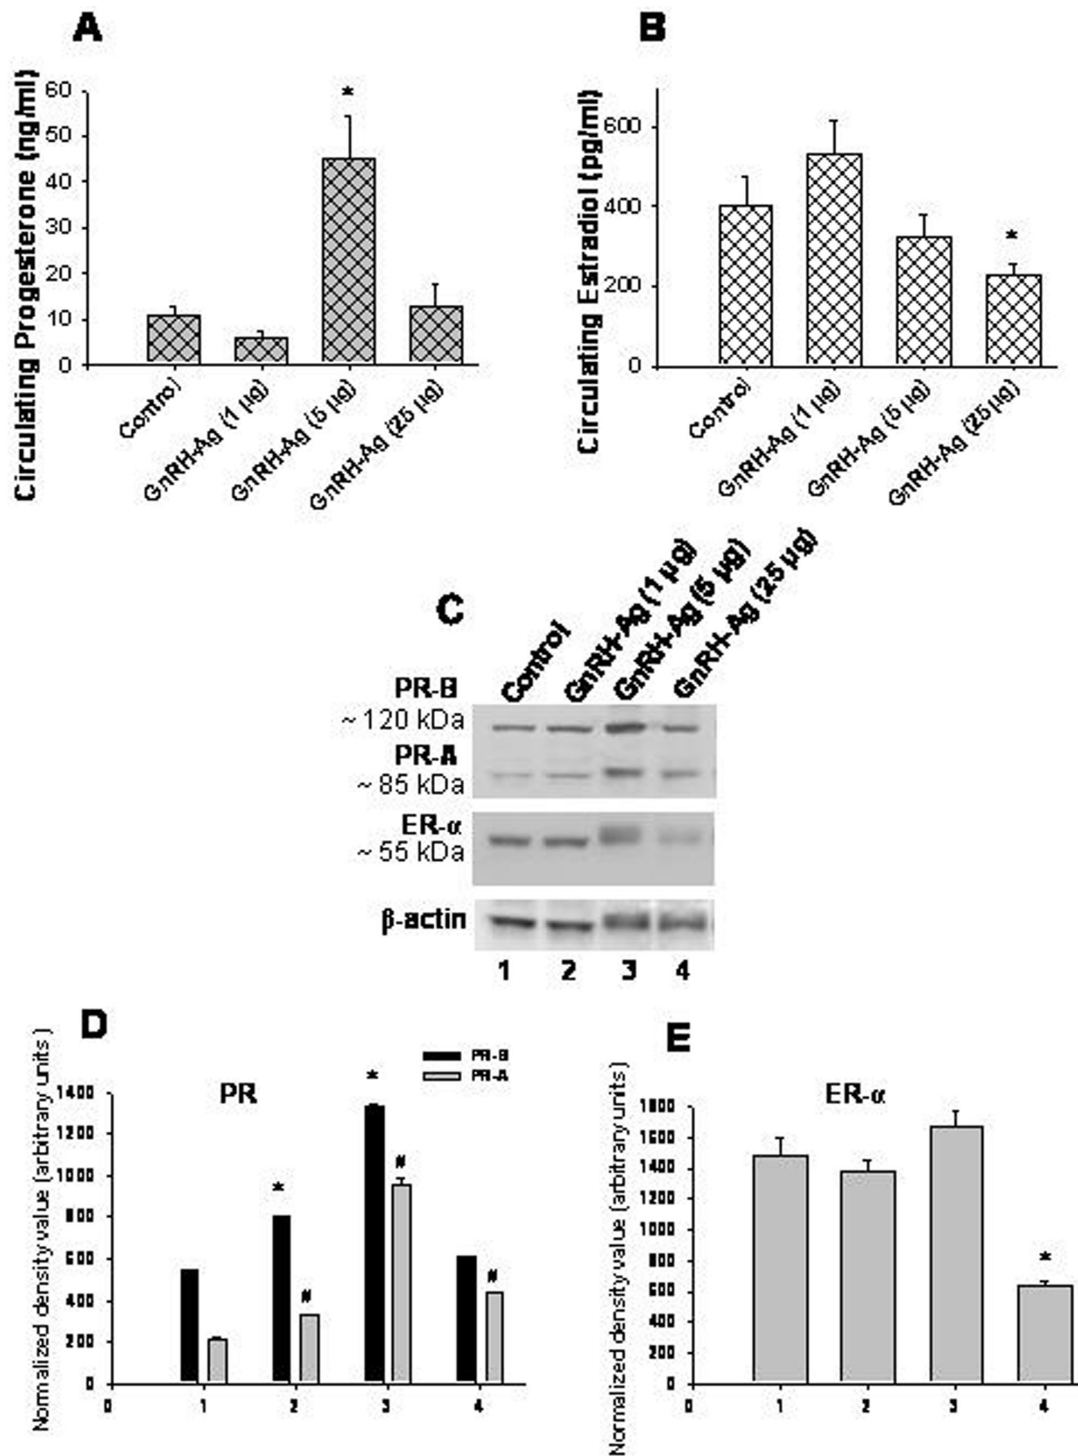 A
Circulating Progesterone (ng/ml)
60
50
40
30
20
10
0
*
Control
GnRH-Ag (1 µg)
GnRH-Ag (5 µg)
GnRH-Ag (25 µg)
B
Circulating Estradiol (pg/ml)
600
400
200
0
*
Control
GnRH-Ag (1 µg)
GnRH-Ag (5 µg)
GnRH-Ag (25 µg)
C
Control
GnRH-Ag (1 µg)
GnRH-Ag (5 µg)
GnRH-Ag (25 µg)
PR-B
~ 120 kDa
PR-A
~ 85 kDa
ER-α
~ 55 kDa
β-actin
1 2 3 4
D
PR
PR-B
PR-A
Normalized density value (arbitrary units )
1400
1200
1000
800
600
400
200
0
* # * # #
0 1 2 3 4
E
ER-α
Normalized density value (arbitrary units )
1800
1600
1400
1200
1000
800
600
400
200
0
*
0 1 2 3 4